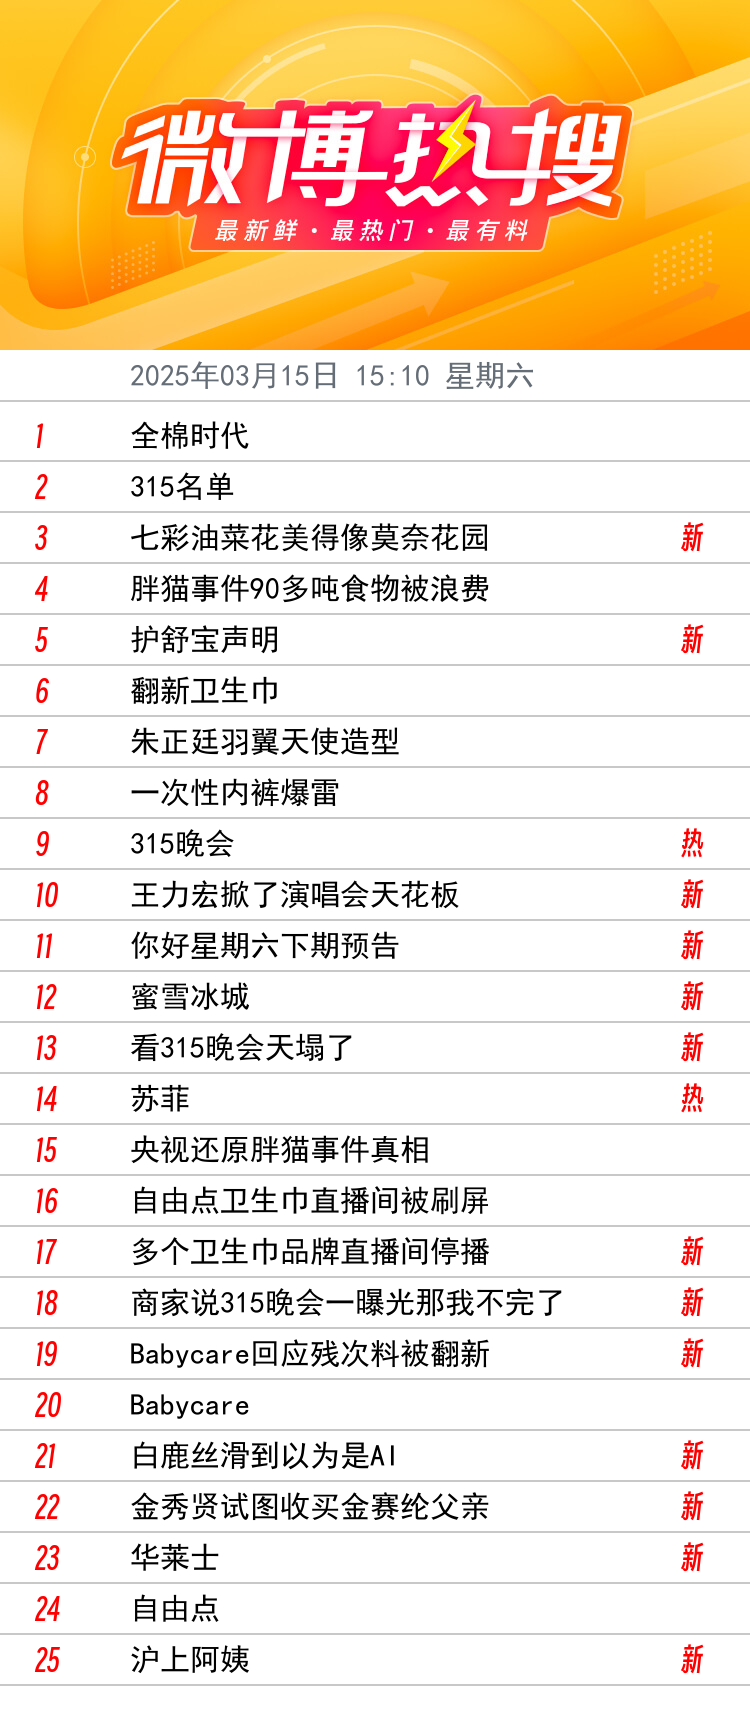 微博热搜
最新鲜·最热门·最有料
2025年03月15日 15:10 星期六
1 全棉时代
2 315名单
3 七彩油菜花美得像莫奈花园 新
4 胖猫事件90多吨食物被浪费
5 护舒宝声明 新
6 翻新卫生巾
7 朱正廷羽翼天使造型
8 一次性内裤爆雷
9 315晚会 热
10 王力宏掀了演唱会天花板 新
11 你好星期六下期预告 新
12 蜜雪冰城 新
13 看315晚会天塌了 新
14 苏菲 热
15 央视还原胖猫事件真相
16 自由点卫生巾直播间被刷屏
17 多个卫生巾品牌直播间停播 新
18 商家说315晚会一曝光那我不完了 新
19 Babycare回应残次料被翻新 新
20 Babycare
21 白鹿丝滑到以为是AI 新
22 金秀贤试图收买金赛纶父亲 新
23 华莱士 新
24 自由点
25 沪上阿姨 新